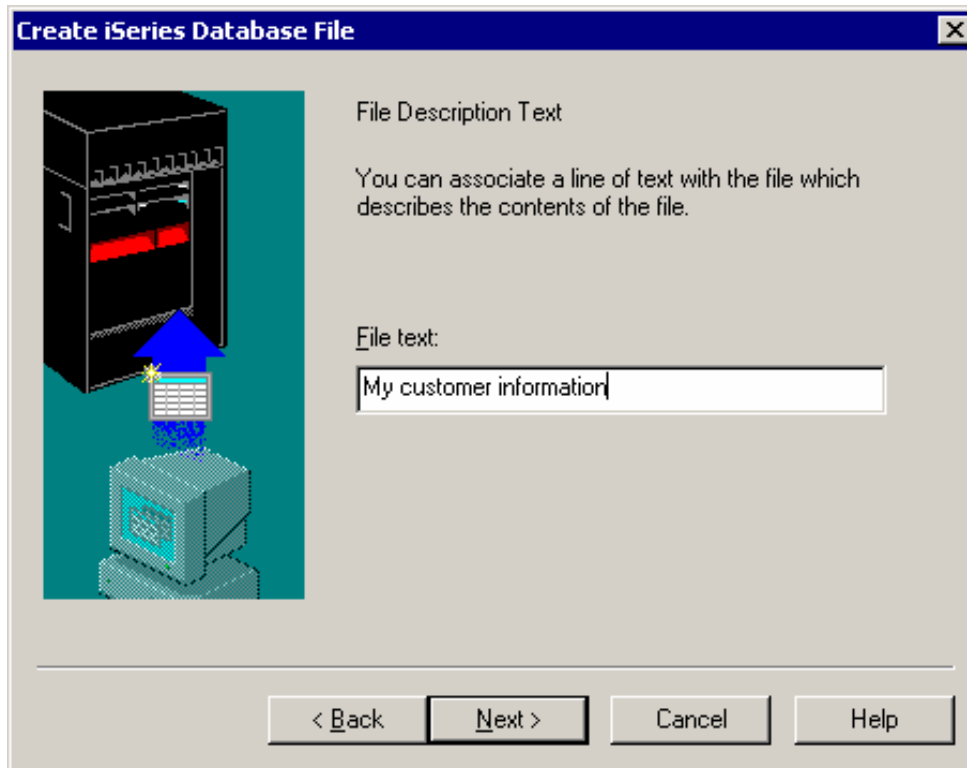 Create iSeries Database File
File Description Text
You can associate a line of text with the file which
describes the contents of the file.
File text:
My customer information
< Back
Next >
Cancel
Help